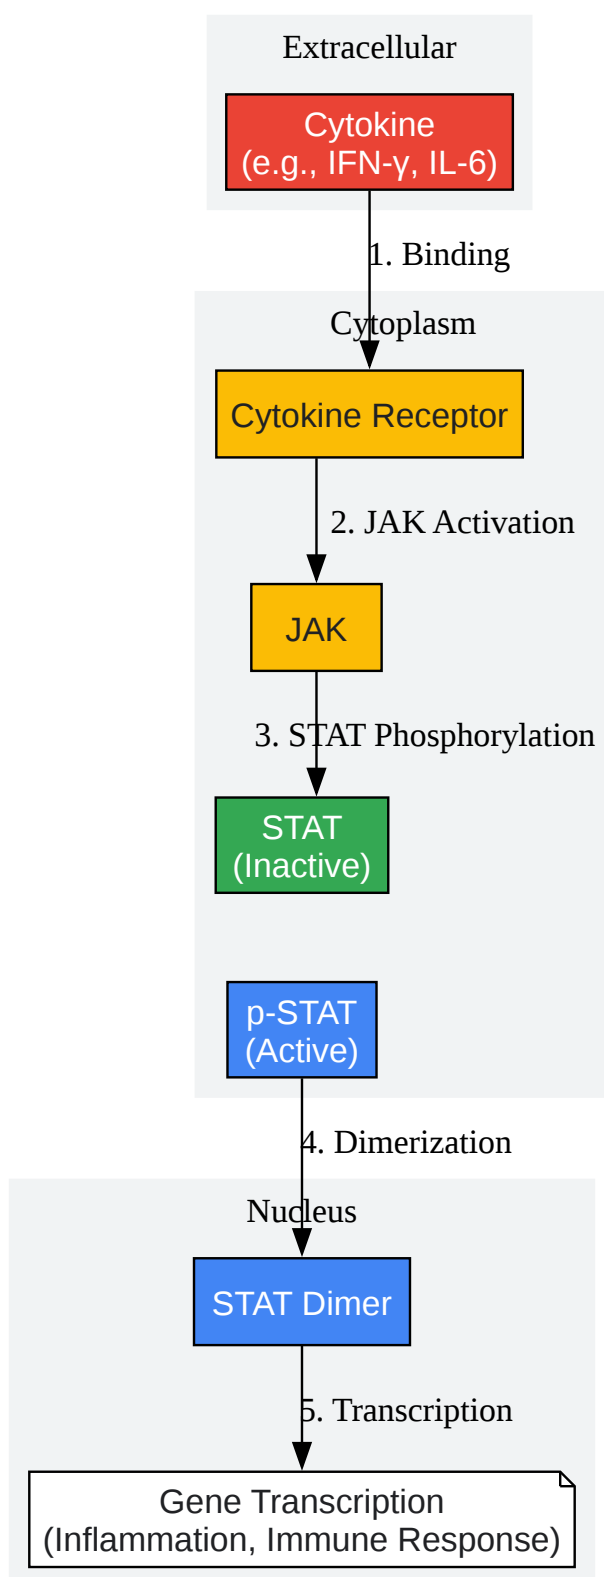 Extracellular
Cytokine
(e.g., IFN-γ, IL-6)
1. Binding
Cytoplasm
Cytokine Receptor
2. JAK Activation
JAK
3. STAT Phosphorylation
STAT
(Inactive)
p-STAT
(Active)
4. Dimerization
Nucleus
STAT Dimer
5. Transcription
Gene Transcription
(Inflammation, Immune Response)